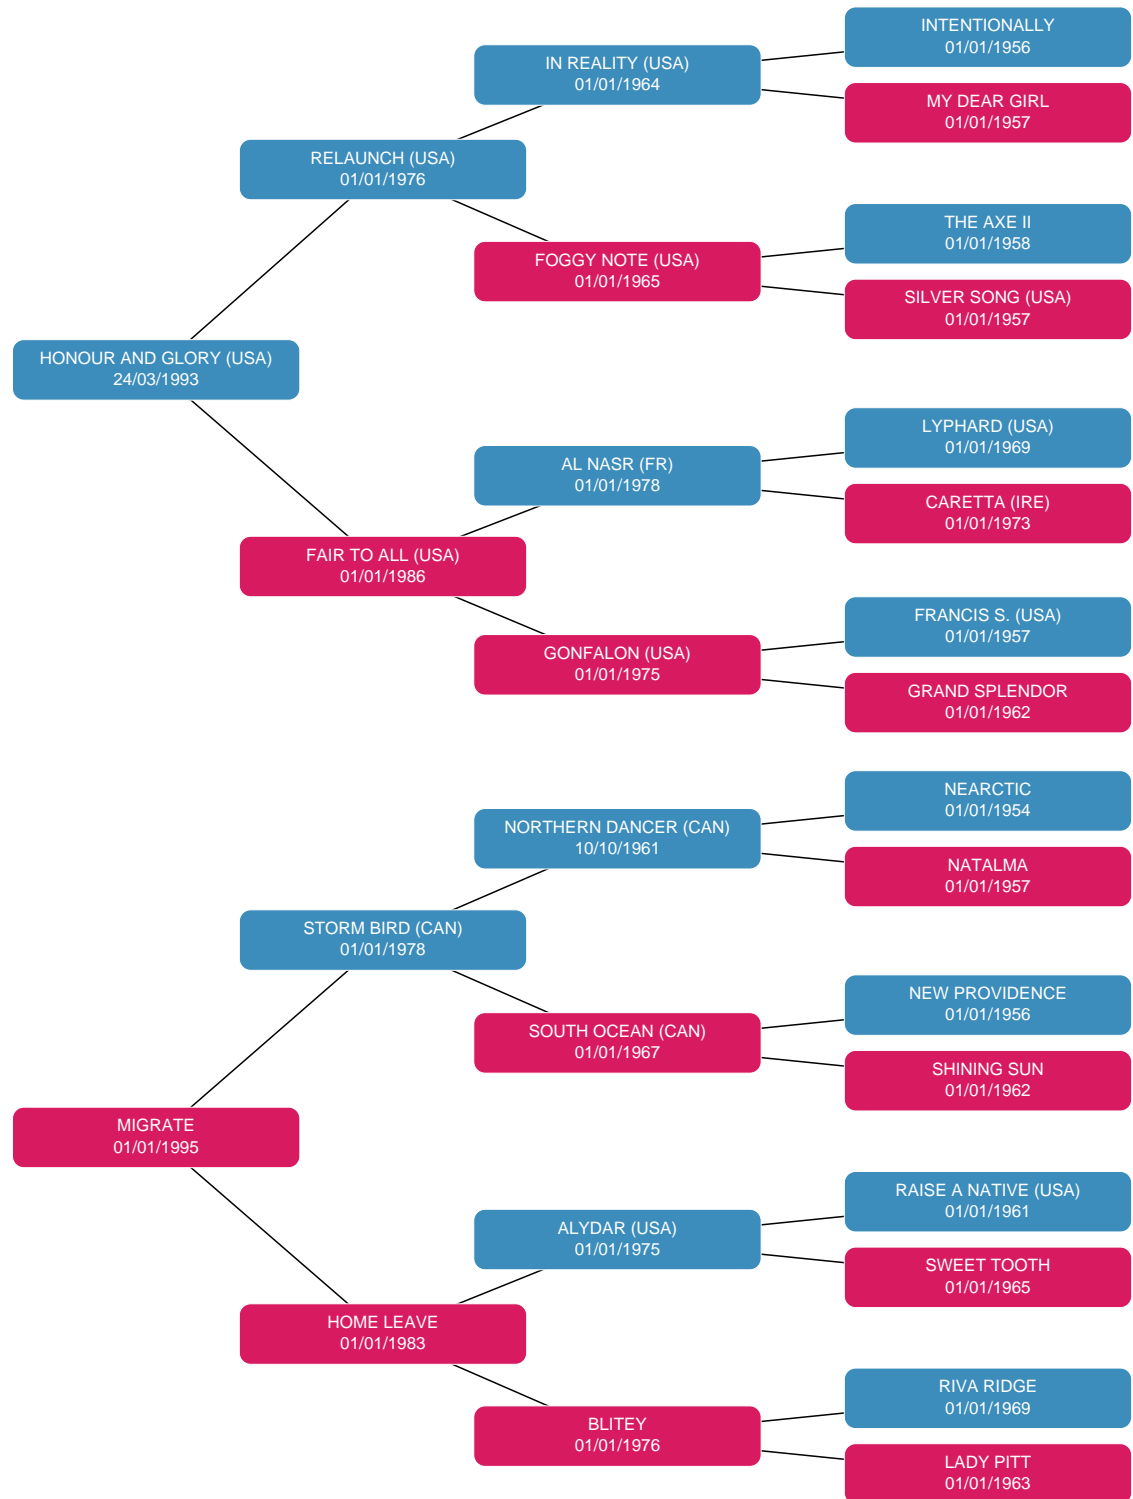 INTENTIONALLY
01/01/1956
IN REALITY (USA)
01/01/1964
MY DEAR GIRL
01/01/1957
RELAUNCH (USA)
01/01/1976
THE AXE II
01/01/1958
FOGGY NOTE (USA)
01/01/1965
SILVER SONG (USA)
01/01/1957
HONOUR AND GLORY (USA)
24/03/1993
LYPHARD (USA)
01/01/1969
AL NASR (FR)
01/01/1978
CARETTA (IRE)
01/01/1973
FAIR TO ALL (USA)
01/01/1986
FRANCIS S. (USA)
01/01/1957
GONFALON (USA)
01/01/1975
GRAND SPLENDOR
01/01/1962
NEARCTIC
01/01/1954
NORTHERN DANCER (CAN)
10/10/1961
NATALMA
01/01/1957
STORM BIRD (CAN)
01/01/1978
NEW PROVIDENCE
01/01/1956
SOUTH OCEAN (CAN)
01/01/1967
SHINING SUN
01/01/1962
MIGRATE
01/01/1995
RAISE A NATIVE (USA)
01/01/1961
ALYDAR (USA)
01/01/1975
SWEET TOOTH
01/01/1965
HOME LEAVE
01/01/1983
RIVA RIDGE
01/01/1969
BLITEY
01/01/1976
LADY PITT
01/01/1963